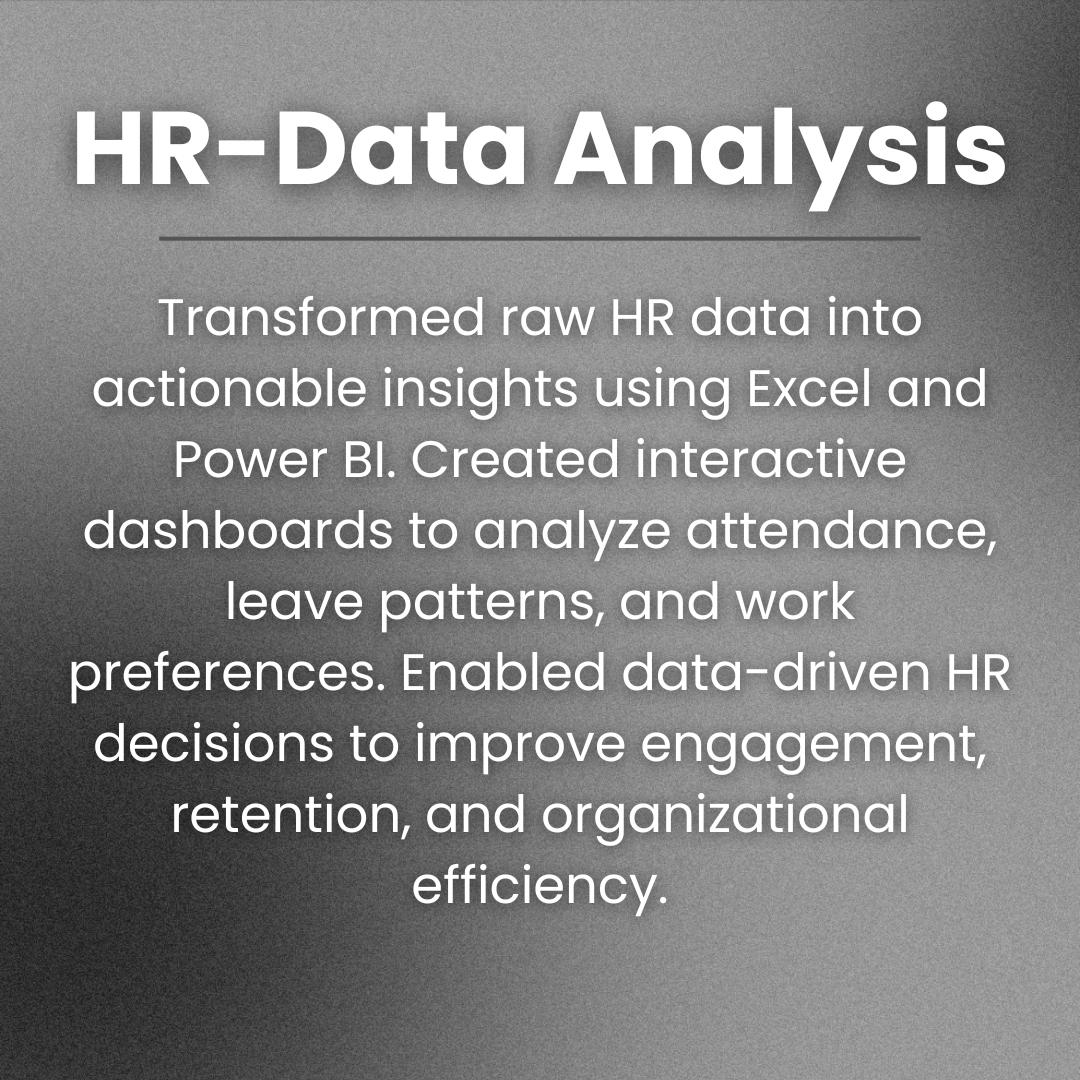 HR-Data Analysis
Transformed raw HR data into
actionable insights using Excel and
Power BI. Created interactive
dashboards to analyze attendance,
leave patterns, and work
preferences. Enabled data-driven HR
decisions to improve engagement,
retention, and organizational
efficiency.